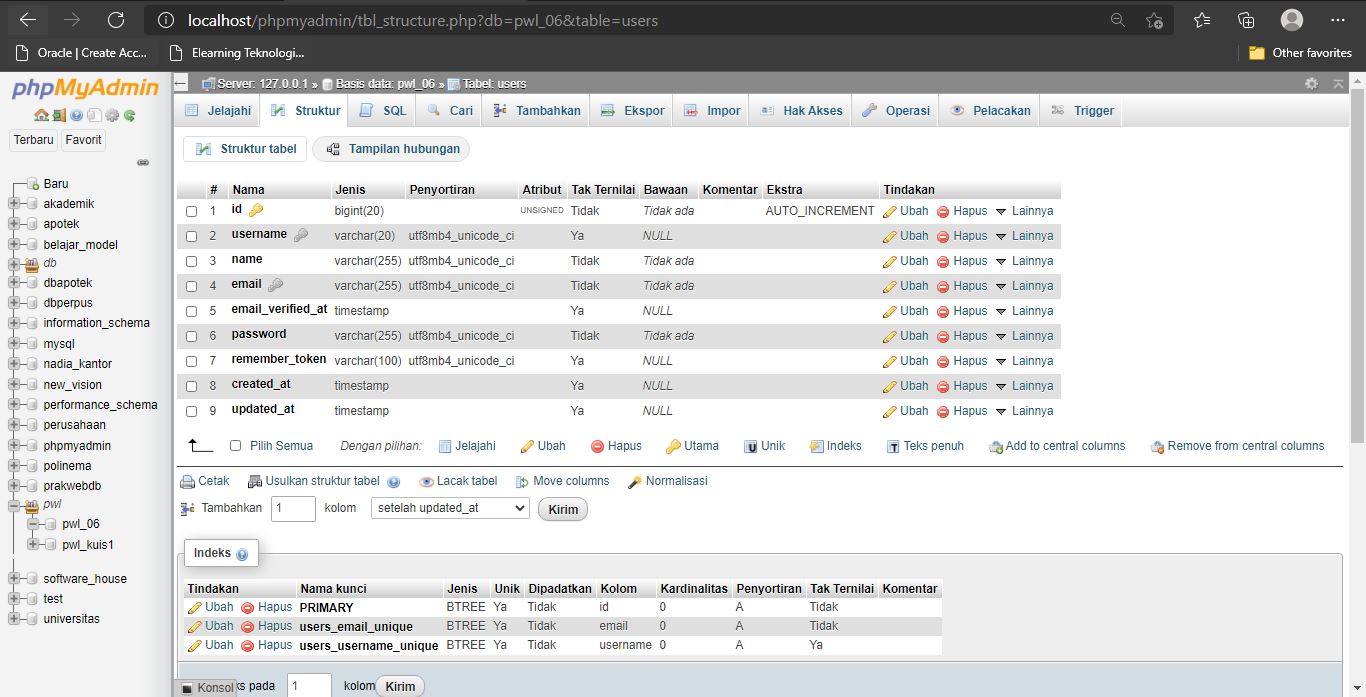 localhost/phpmyadmin/tbl_structure.php?db=pwl_06&table=users
Oracle | Create Acc... Elearning Teknologi... Other favorites
phpMyAdmin
Terbaru Favorit
Baru
akademik
apotek
belajar_model
db
dbapotek
dbperpus
information_schema
mysql
nadia_kantor
new_vision
performance_schema
perusahaan
phpmyadmin
polinema
prakwebdb
pwl
pwl_06
pwl_kuis1
software_house
test
universitas
Server: 127.0.0.1 » Basis data: pwl_06 » Tabel: users
Jelajahi Struktur SQL Cari Tambahkan Ekspor Impor Hak Akses Operasi Pelacakan Trigger
Struktur tabel Tampilan hubungan
# Nama Jenis Penyortiran Atribut Tak Ternilai Bawaan Komentar Ekstra Tindakan
1 id bigint(20) UNSIGNED Tidak Tidak ada AUTO_INCREMENT Ubah Hapus Lainnya
2 username varchar(20) utf8mb4_unicode_ci Ya NULL Ubah Hapus Lainnya
3 name varchar(255) utf8mb4_unicode_ci Tidak Tidak ada Ubah Hapus Lainnya
4 email varchar(255) utf8mb4_unicode_ci Tidak Tidak ada Ubah Hapus Lainnya
5 email_verified_at timestamp Ya NULL Ubah Hapus Lainnya
6 password varchar(255) utf8mb4_unicode_ci Tidak Tidak ada Ubah Hapus Lainnya
7 remember_token varchar(100) utf8mb4_unicode_ci Ya NULL Ubah Hapus Lainnya
8 created_at timestamp Ya NULL Ubah Hapus Lainnya
9 updated_at timestamp Ya NULL Ubah Hapus Lainnya
Pilih Semua Dengan pilihan: Jelajahi Ubah Hapus Utama Unik Indeks Teks penuh Add to central columns Remove from central columns
Cetak Usulkan struktur tabel Lacak tabel Move columns Normalisasi
Tambahkan 1 kolom setelah updated_at Kirim
Indeks
Tindakan Nama kunci Jenis Unik Dipadatkan Kolom Kardinalitas Penyortiran Tak Ternilai Komentar
Ubah Hapus PRIMARY BTREE Ya Tidak id 0 A Tidak
Ubah Hapus users_email_unique BTREE Ya Tidak email 0 A Tidak
Ubah Hapus users_username_unique BTREE Ya Tidak username 0 A Ya
Konsol ks pada 1 kolom Kirim